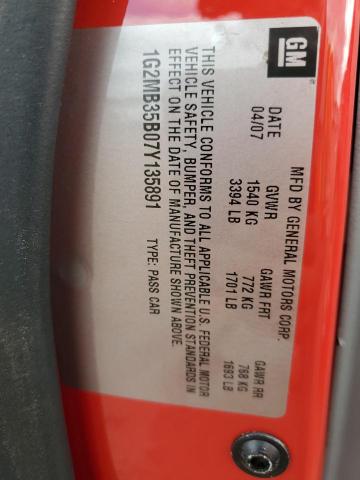 GM
MFD BY GENERAL MOTORS CORP.
DATE GVWR GAWR FRT GAWR RR
04/07 1540 KG 772 KG 768 KG
3394 LB 1701 LB 1693 LB
THIS VEHICLE CONFORMS TO ALL APPLICABLE U.S. FEDERAL MOTOR
VEHICLE SAFETY, BUMPER, AND THEFT PREVENTION STANDARDS IN
EFFECT ON THE DATE OF MANUFACTURE SHOWN ABOVE.
1G2MB35B07Y135891 TYPE: PASS CAR